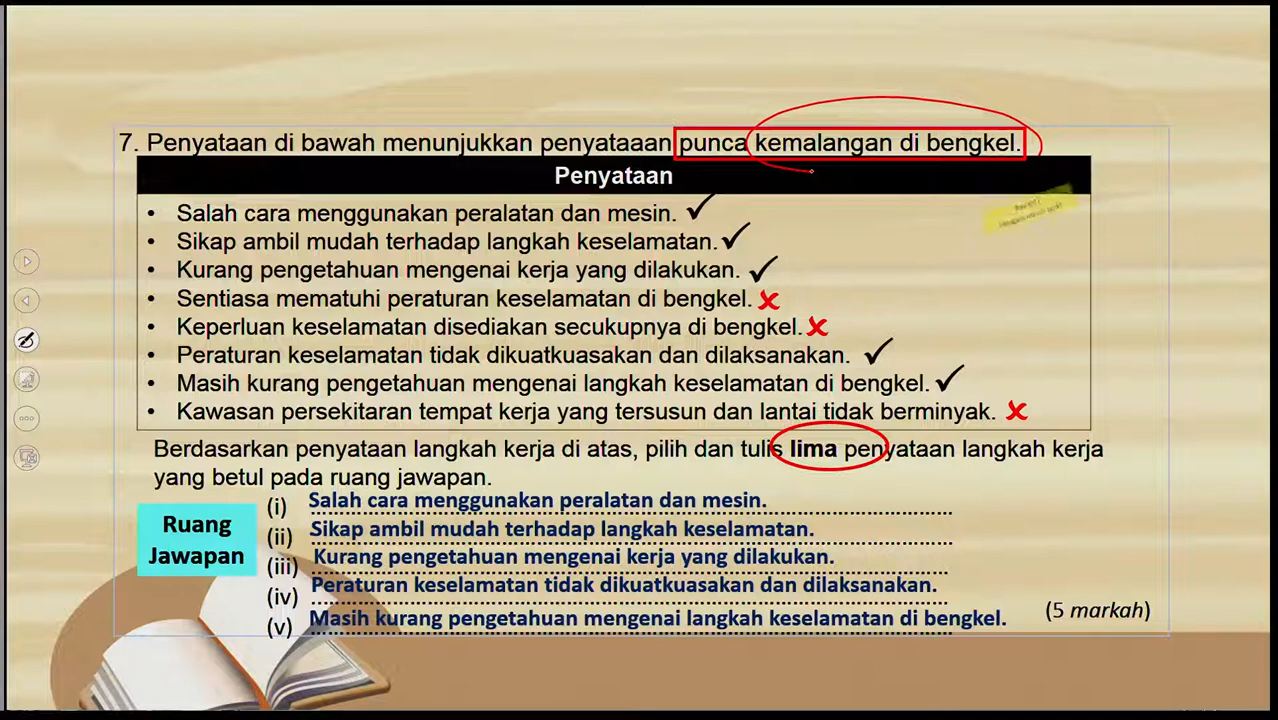 7. Penyataan di bawah menunjukkan penyataaan punca kemalangan di bengkel.
Penyataan
• Salah cara menggunakan peralatan dan mesin. ✓
• Sikap ambil mudah terhadap langkah keselamatan. ✓
• Kurang pengetahuan mengenai kerja yang dilakukan. ✓
• Sentiasa mematuhi peraturan keselamatan di bengkel. ✘
• Keperluan keselamatan disediakan secukupnya di bengkel. ✘
• Peraturan keselamatan tidak dikuatkuasakan dan dilaksanakan. ✓
• Masih kurang pengetahuan mengenai langkah keselamatan di bengkel. ✓
• Kawasan persekitaran tempat kerja yang tersusun dan lantai tidak berminyak. ✘
Berdasarkan penyataan langkah kerja di atas, pilih dan tulis lima penyataan langkah kerja
yang betul pada ruang jawapan.
Ruang
Jawapan
(i) Salah cara menggunakan peralatan dan mesin.
(ii) Sikap ambil mudah terhadap langkah keselamatan.
(iii) Kurang pengetahuan mengenai kerja yang dilakukan.
(iv) Peraturan keselamatan tidak dikuatkuasakan dan dilaksanakan.
(v) Masih kurang pengetahuan mengenai langkah keselamatan di bengkel.
(5 markah)